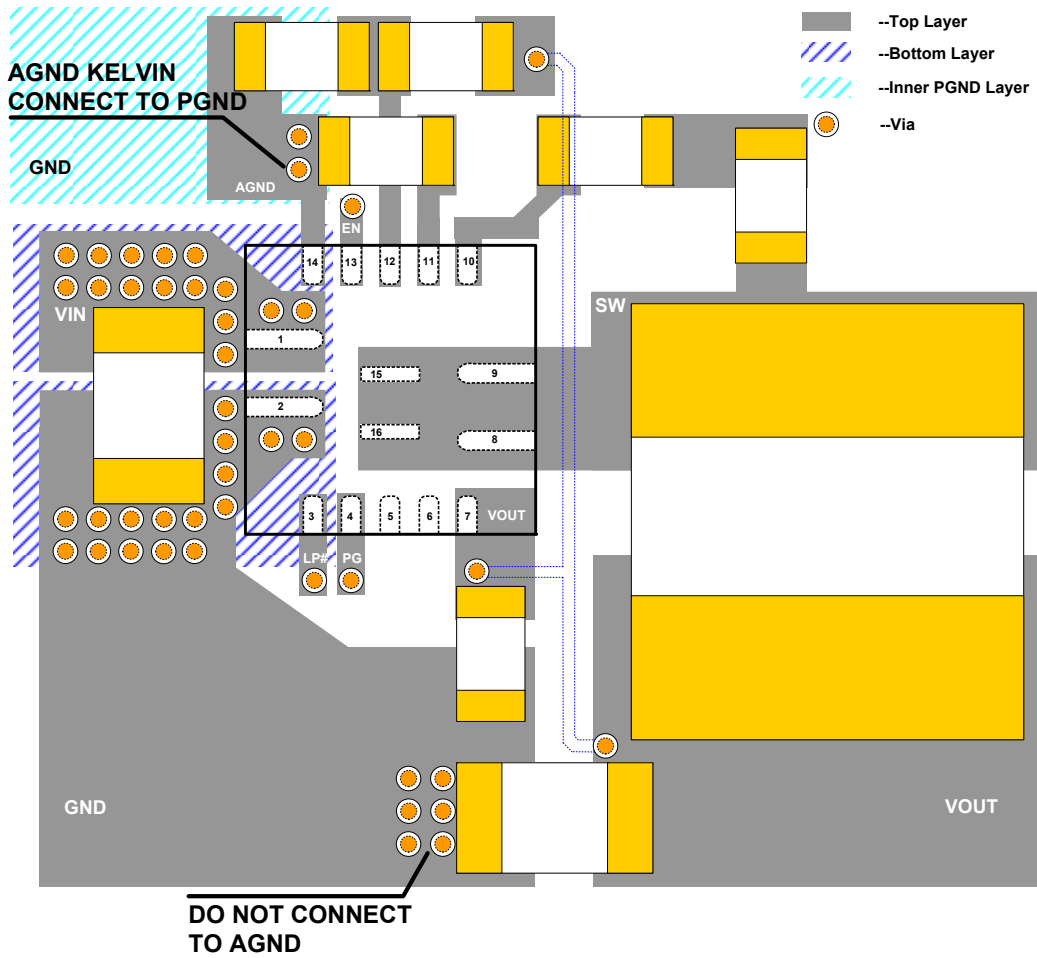 --Top Layer
--Bottom Layer
--Inner PGND Layer
--Via
AGND KELVIN
CONNECT TO PGND
GND
AGND
EN
14
13
12
11
10
VIN
SW
1
2
15
9
16
8
3
4
5
6
7
VOUT
LP#
PG
GND
VOUT
DO NOT CONNECT
TO AGND